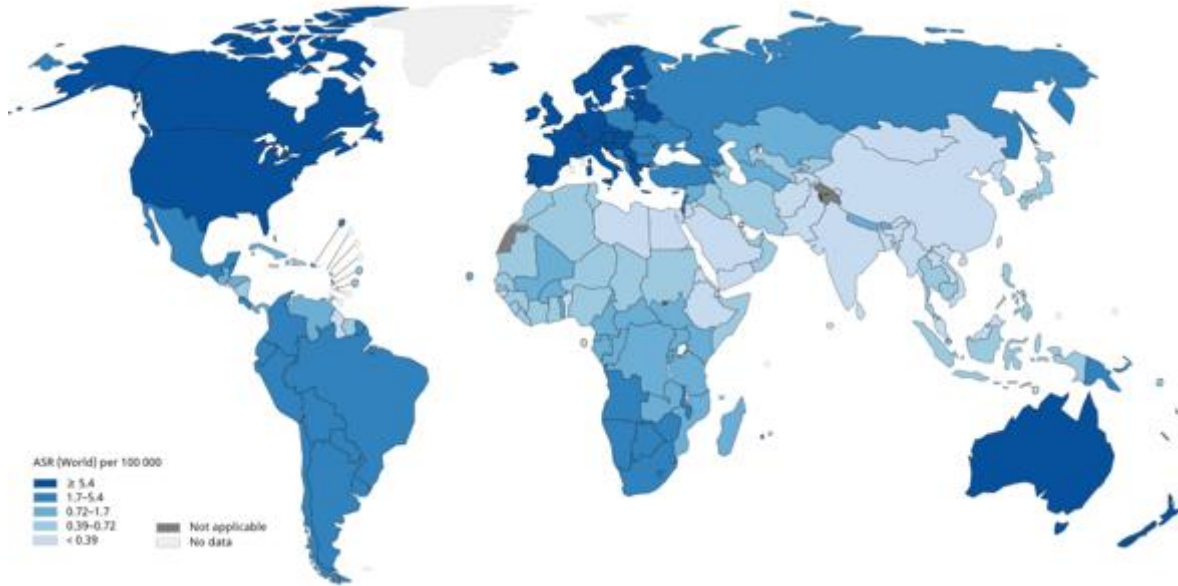 ASR (World) per 100 000
≥ 5.4
1.7–5.4
0.72–1.7
0.39–0.72
< 0.39
Not applicable
No data